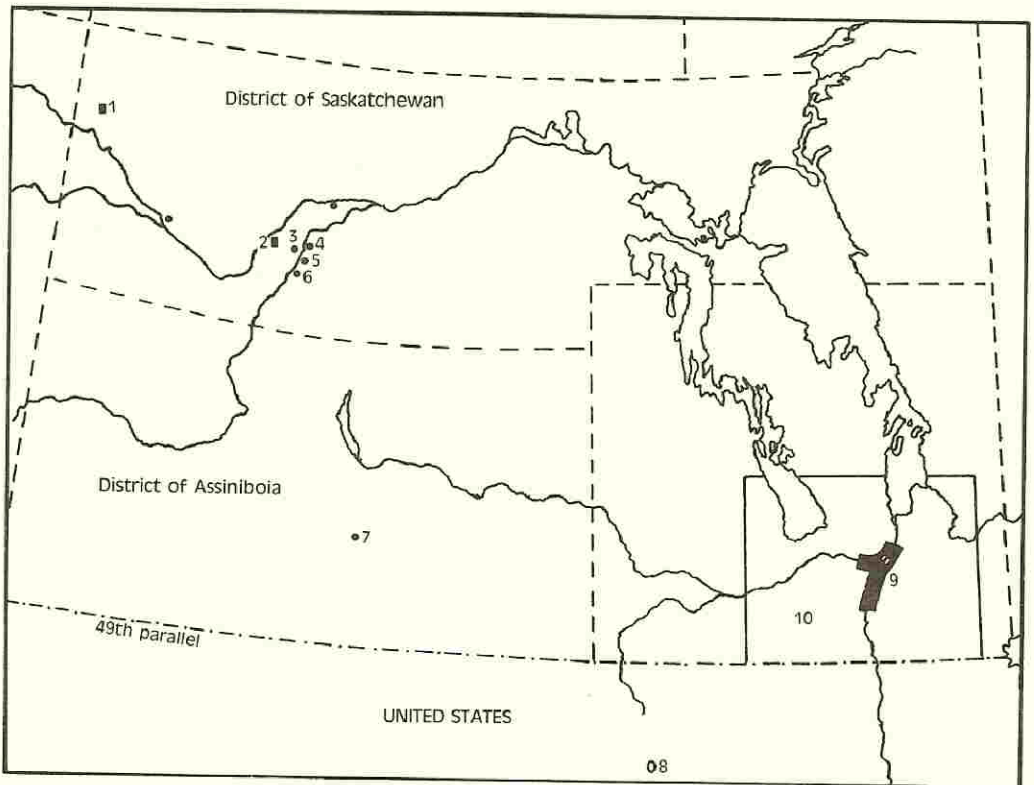 1
District of Saskatchewan
2
3
4
5
6
District of Assiniboia
7
9
10
49th parallel
UNITED STATES
8